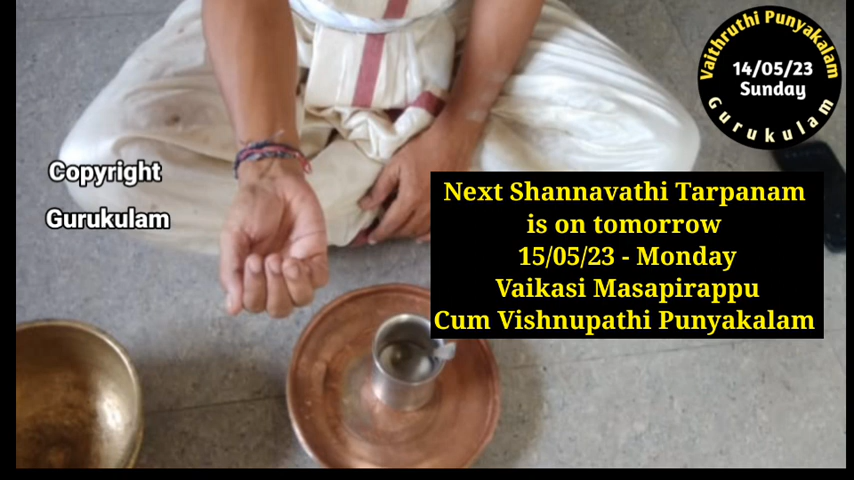 Vaithruthi Punyakalam
14/05/23
Sunday
Gurukulam
Copyright
Gurukulam
Next Shannavathi Tarpanam
is on tomorrow
15/05/23 - Monday
Vaikasi Masapirappu
Cum Vishnupathi Punyakalam